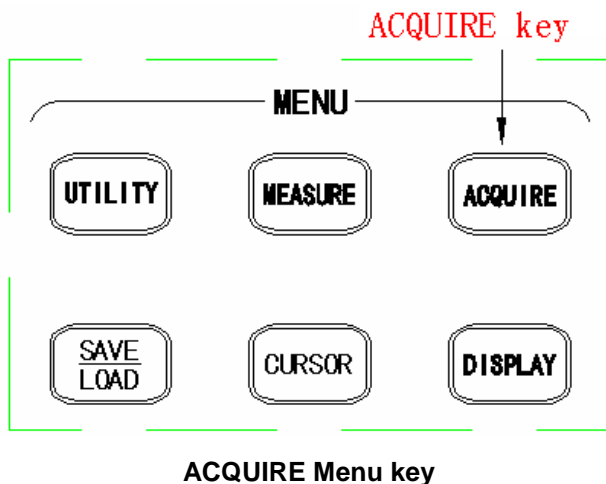 ACQUIRE key
MENU
UTILITY MEASURE ACQUIRE
SAVE
LOAD
CURSOR DISPLAY
ACQUIRE Menu key